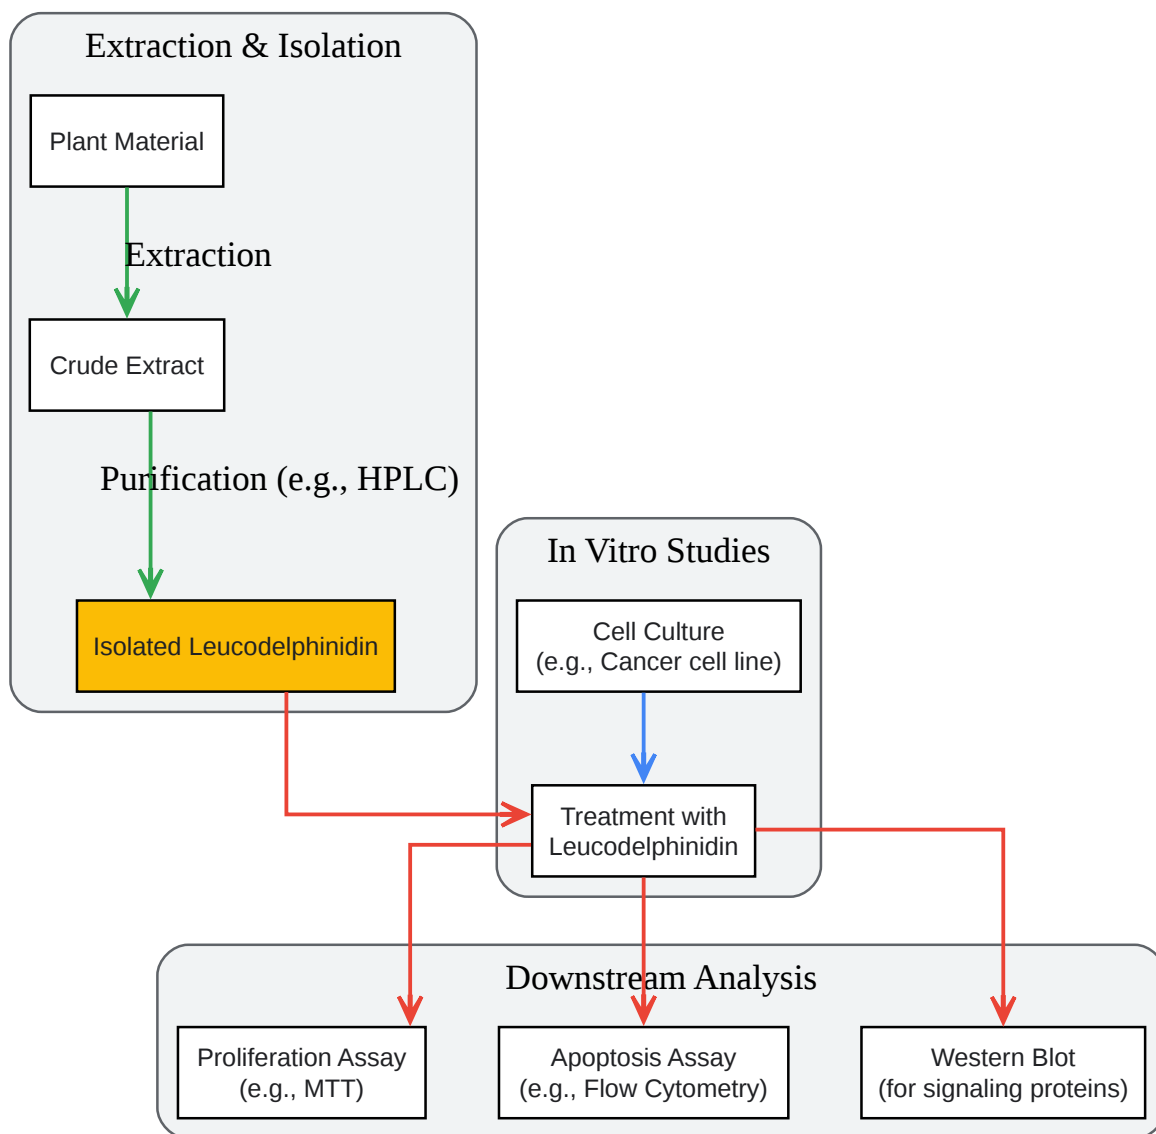 Extraction & Isolation
Plant Material
Extraction
Crude Extract
Purification (e.g., HPLC)
Isolated Leucodelphinidin
In Vitro Studies
Cell Culture
(e.g., Cancer cell line)
Treatment with
Leucodelphinidin
Downstream Analysis
Proliferation Assay
(e.g., MTT)
Apoptosis Assay
(e.g., Flow Cytometry)
Western Blot
(for signaling proteins)